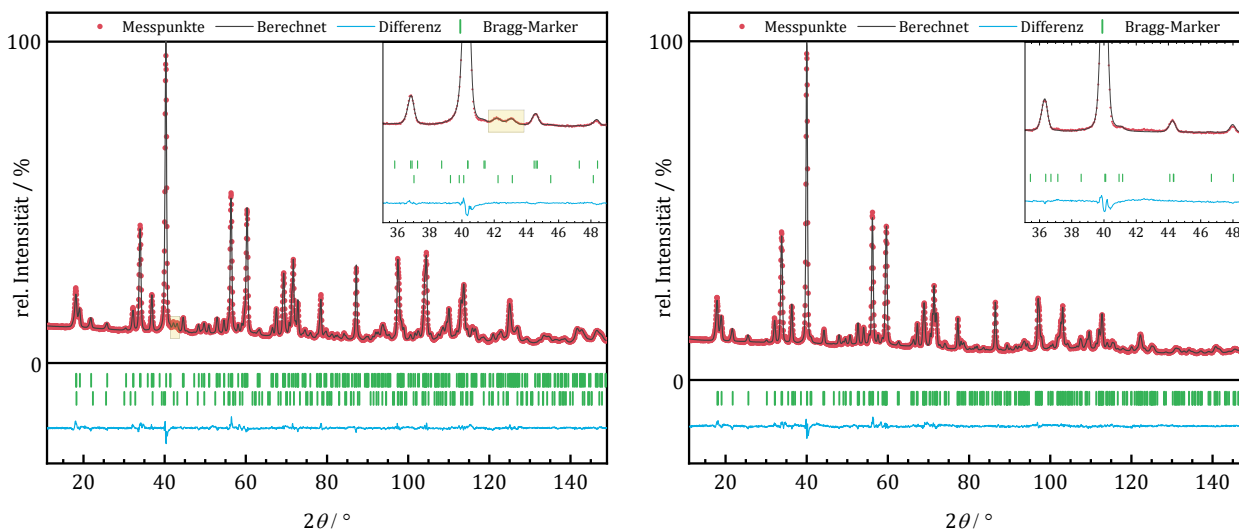 Messpunkte Berechnet Differenz Bragg-Marker
100
rel. Intensität / %
0
36 38 40 42 44 46 48
20 40 60 80 100 120 140
2θ / °
Messpunkte Berechnet Differenz Bragg-Marker
100
rel. Intensität / %
0
36 38 40 42 44 46 48
20 40 60 80 100 120 140
2θ / °